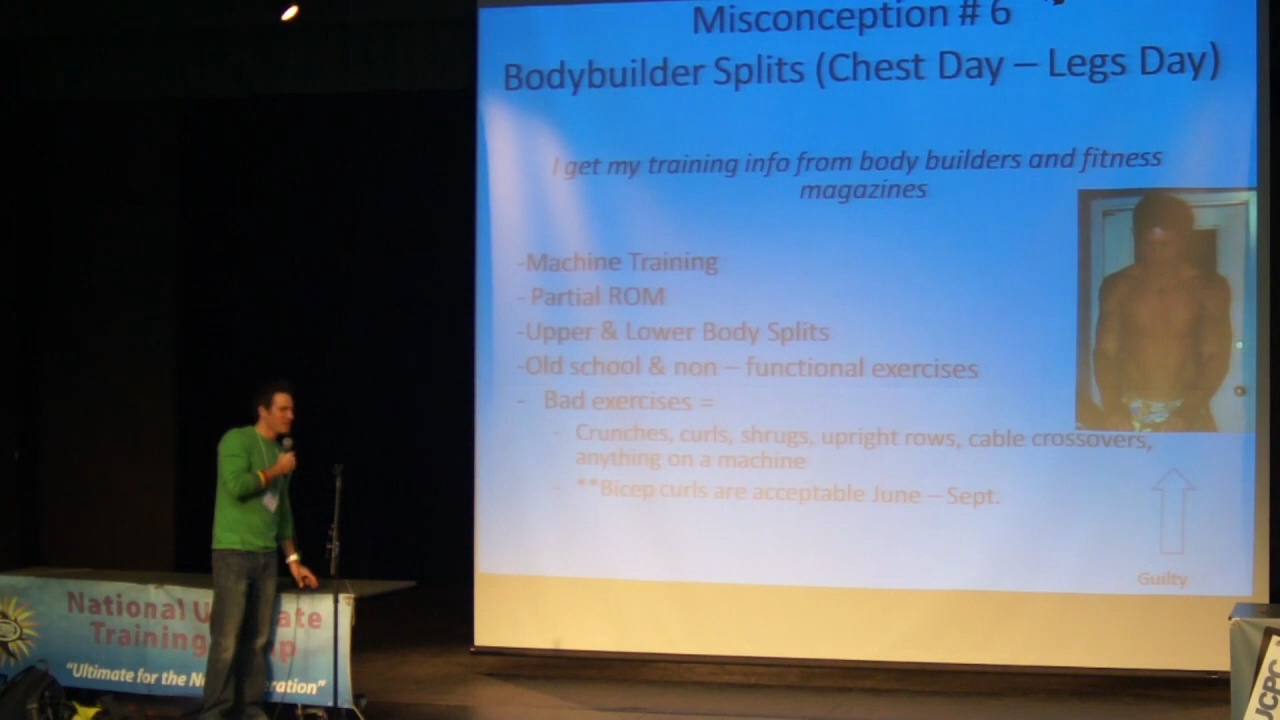 Misconception # 6
Bodybuilder Splits (Chest Day – Legs Day)
I get my training info from body builders and fitness
magazines
-Machine Training
- Partial ROM
-Upper & Lower Body Splits
-Old school & non – functional exercises
- Bad exercises =
- Crunches, curls, shrugs, upright rows, cable crossovers,
anything on a machine
- **Bicep curls are acceptable June – Sept.
Guilty
National
Training
"Ultimate for the
UCPC